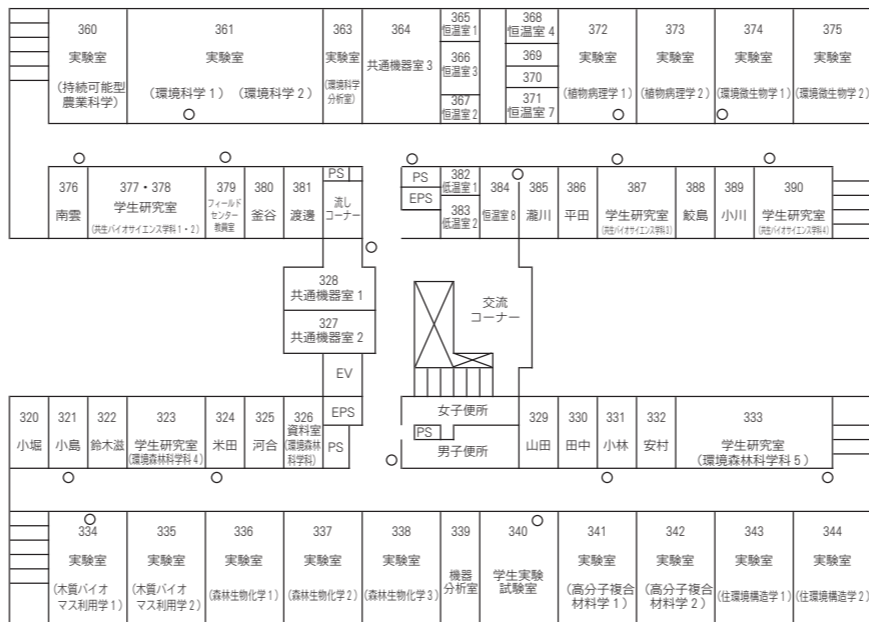 360
実験室
（持続可能型
農業科学）
361
実験室
（環境科学1）（環境科学2）
363
実験室
（環境科学
分析室）
364
共通機器室3
365
恒温室1
366
恒温室3
367
恒温室2
368
恒温室4
369
370
371
恒温室7
372
実験室
（植物病理学1）
373
実験室
（植物病理学2）
374
実験室
（環境微生物学1）
375
実験室
（環境微生物学2）
376
南雲
377・378
学生研究室
（共生バイオサイエンス学科1・2）
379
フィールド
センター
教員室
380
釜谷
381
渡邊
PS
流し
コーナー
PS
EPS
382
低温室1
383
低温室2
384
恒温室8
385
瀧川
386
平田
387
学生研究室
（共生バイオサイエンス学科3）
388
鮫島
389
小川
390
学生研究室
（共生バイオサイエンス学科4）
328
共通機器室1
327
共通機器室2
EV
交流
コーナー
320
小堀
321
小島
322
鈴木滋
323
学生研究室
（環境森林科学科4）
324
米田
325
河合
326
資料室
（環境森林
科学科）
EPS
PS
女子便所
PS
男子便所
329
山田
330
田中
331
小林
332
安村
333
学生研究室
（環境森林科学科5）
334
実験室
（木質バイオ
マス利用学1）
335
実験室
（木質バイオ
マス利用学2）
336
実験室
（森林生物化学1）
337
実験室
（森林生物化学2）
338
実験室
（森林生物化学3）
339
機器
分析室
340
学生実験
試験室
341
実験室
（高分子複合
材料学1）
342
実験室
（高分子複合
材料学2）
343
実験室
（住環境構造学1）
344
実験室
（住環境構造学2）